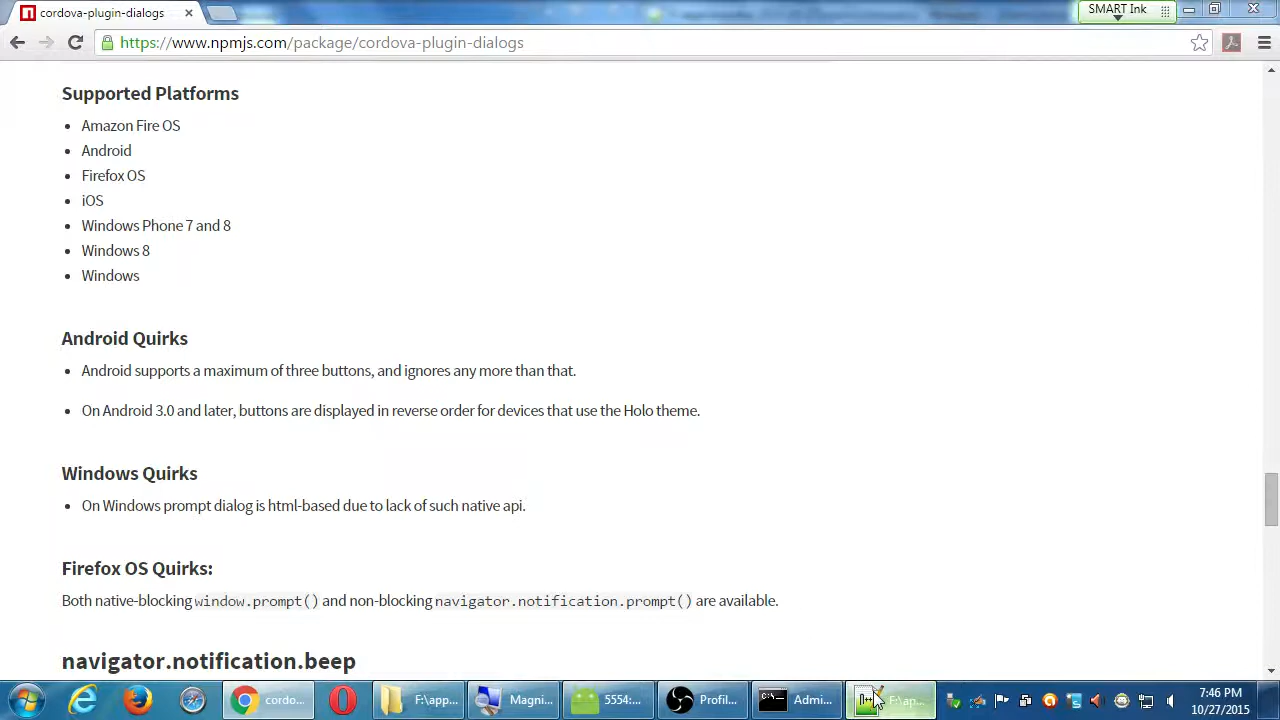 cordova-plugin-dialogs
SMART Ink
https://www.npmjs.com/package/cordova-plugin-dialogs
Supported Platforms
• Amazon Fire OS
• Android
• Firefox OS
• iOS
• Windows Phone 7 and 8
• Windows 8
• Windows
Android Quirks
• Android supports a maximum of three buttons, and ignores any more than that.
• On Android 3.0 and later, buttons are displayed in reverse order for devices that use the Holo theme.
Windows Quirks
• On Windows prompt dialog is html-based due to lack of such native api.
Firefox OS Quirks:
Both native-blocking window.prompt() and non-blocking navigator.notification.prompt() are available.
navigator.notification.beep
cordo... F:\app... Magni... 5554:... Profil... Admi... F:\ap... 7:46 PM
10/27/2015